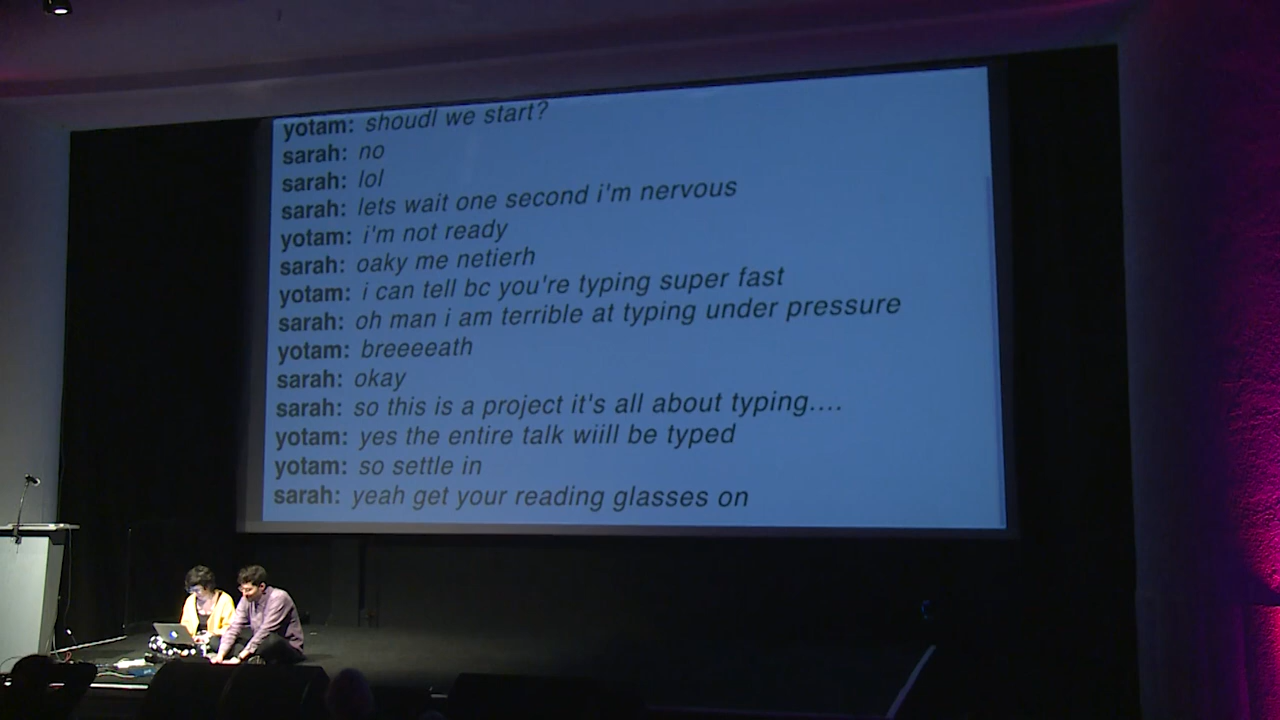 yotam: shoudl we start?
sarah: no
sarah: lol
sarah: lets wait one second i'm nervous
yotam: i'm not ready
sarah: oaky me netierh
yotam: i can tell bc you're typing super fast
sarah: oh man i am terrible at typing under pressure
yotam: breeeeath
sarah: okay
sarah: so this is a project it's all about typing....
yotam: yes the entire talk wiill be typed
yotam: so settle in
sarah: yeah get your reading glasses on